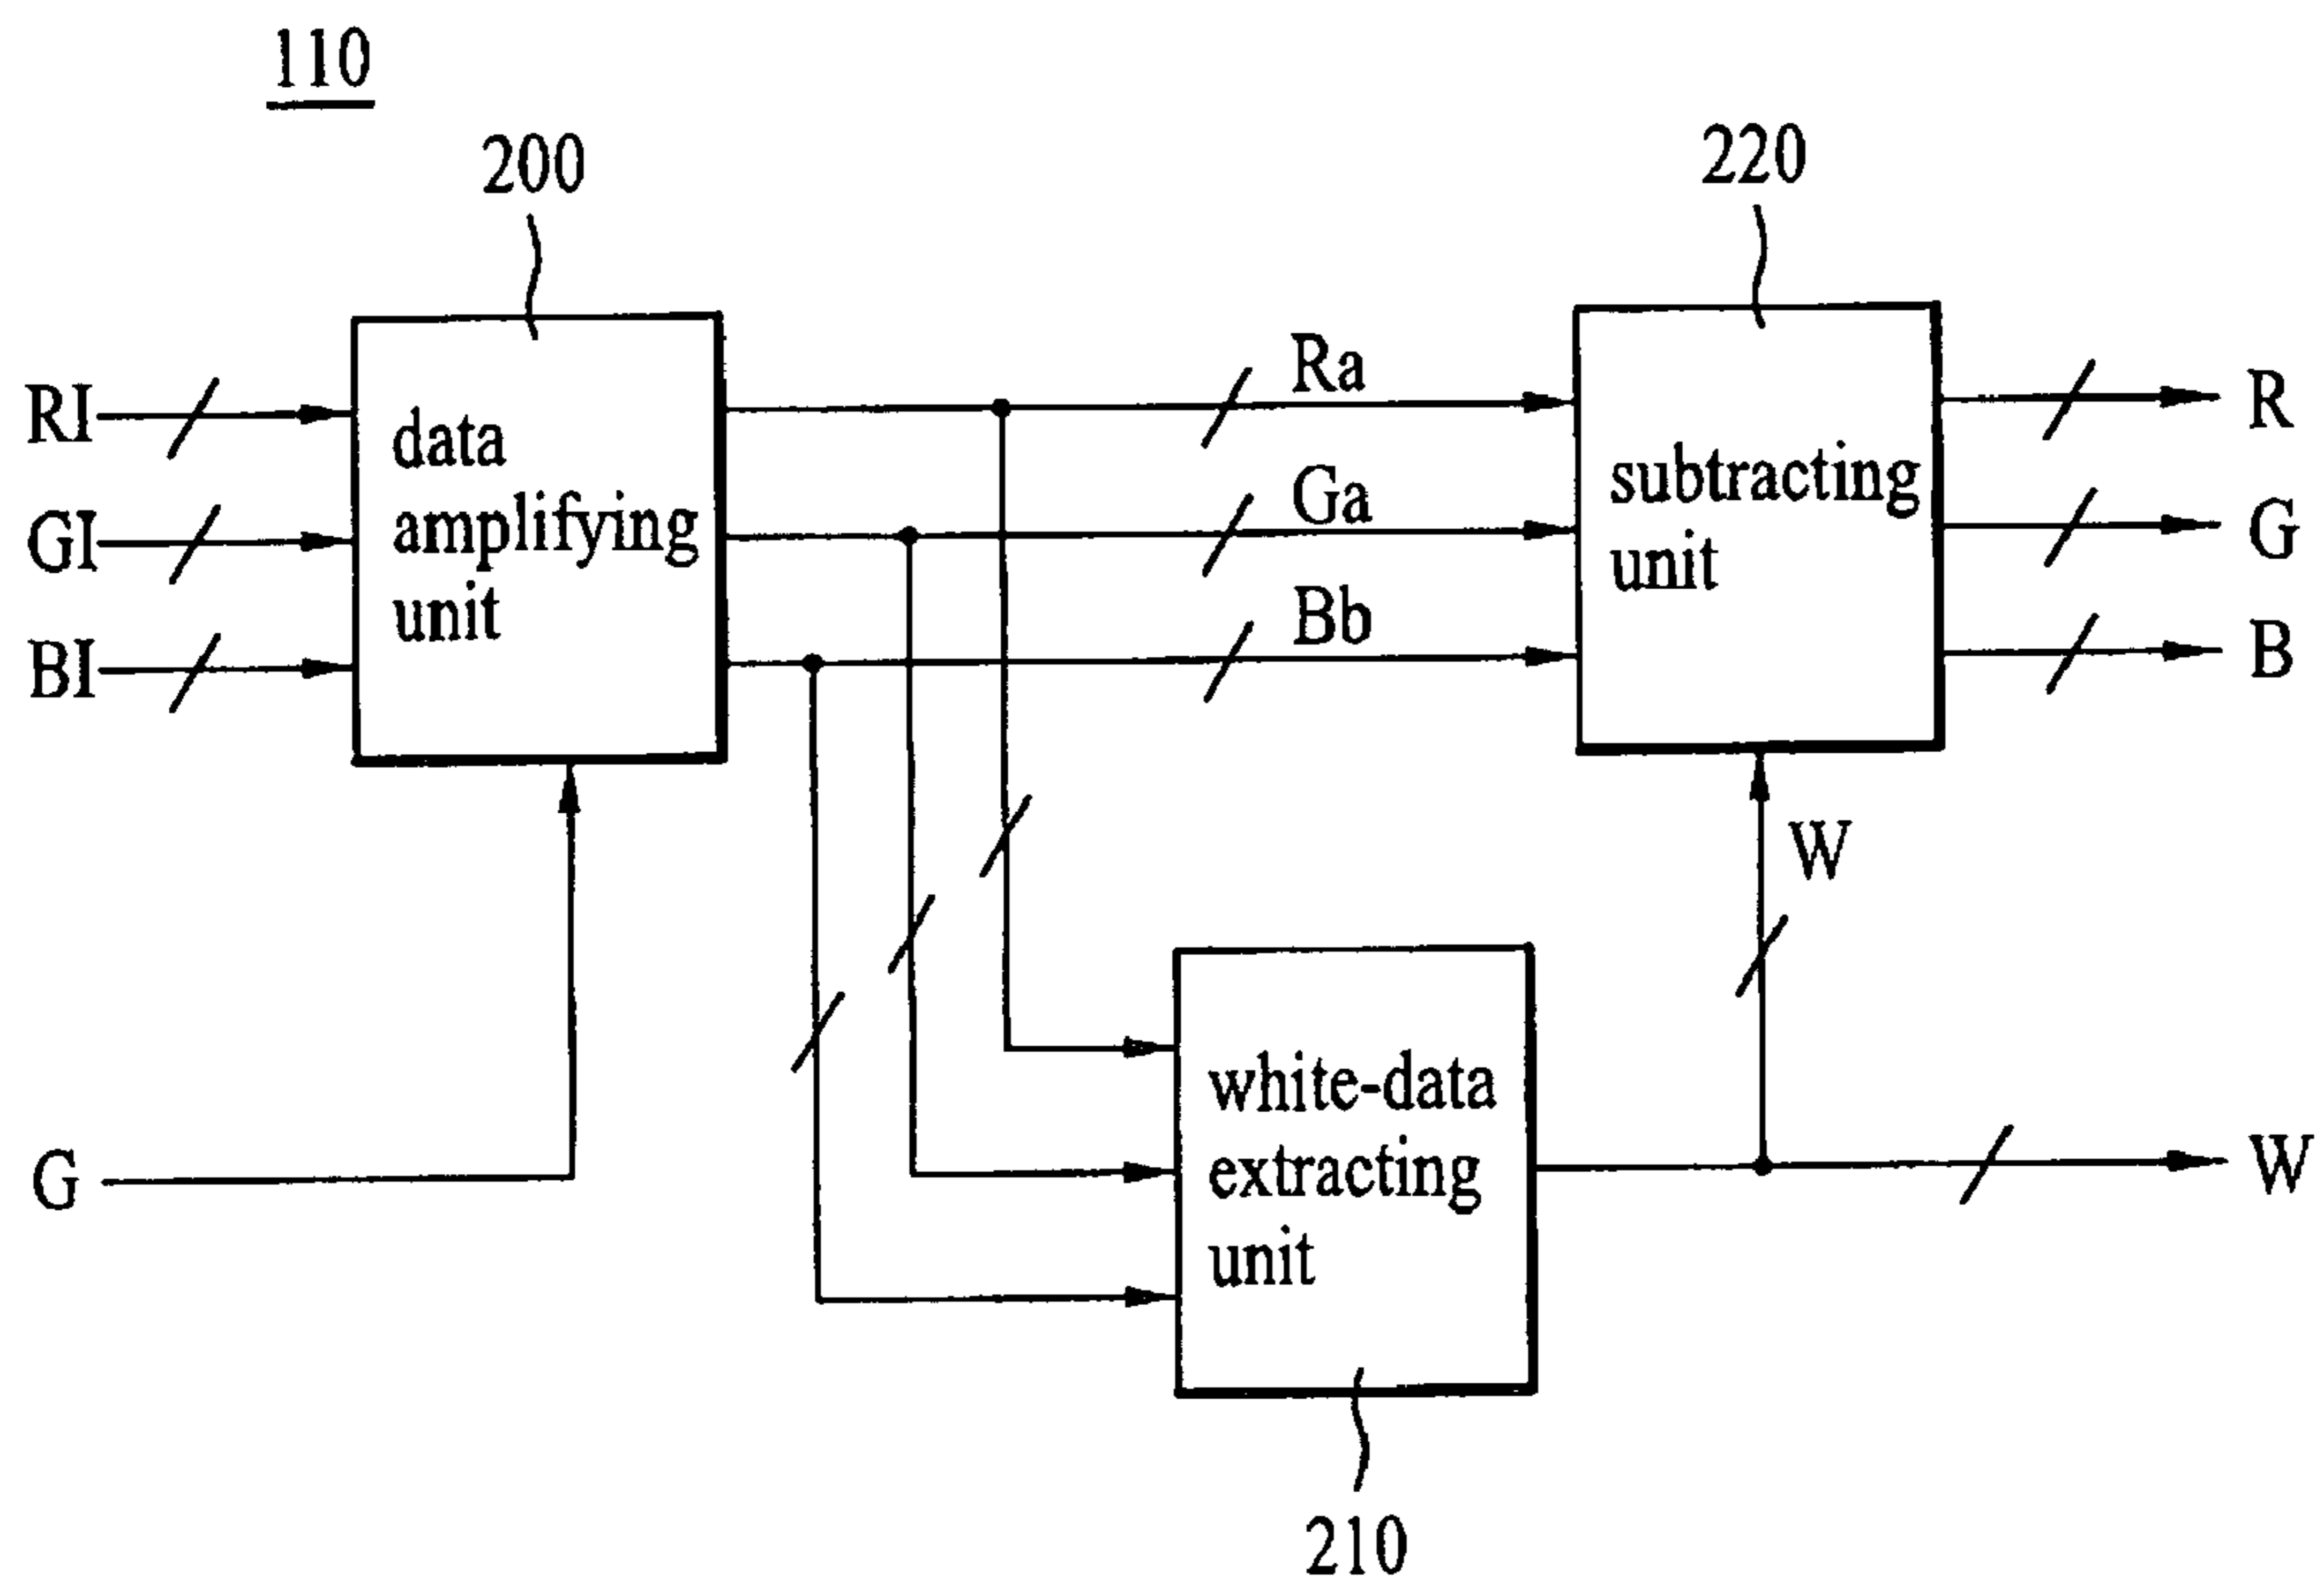 110
200
220
RI
GI
BI
data
amplifying
unit
Ra
Ga
Bb
subtracting
unit
R
G
B
W
G
white-data
extracting
unit
W
210